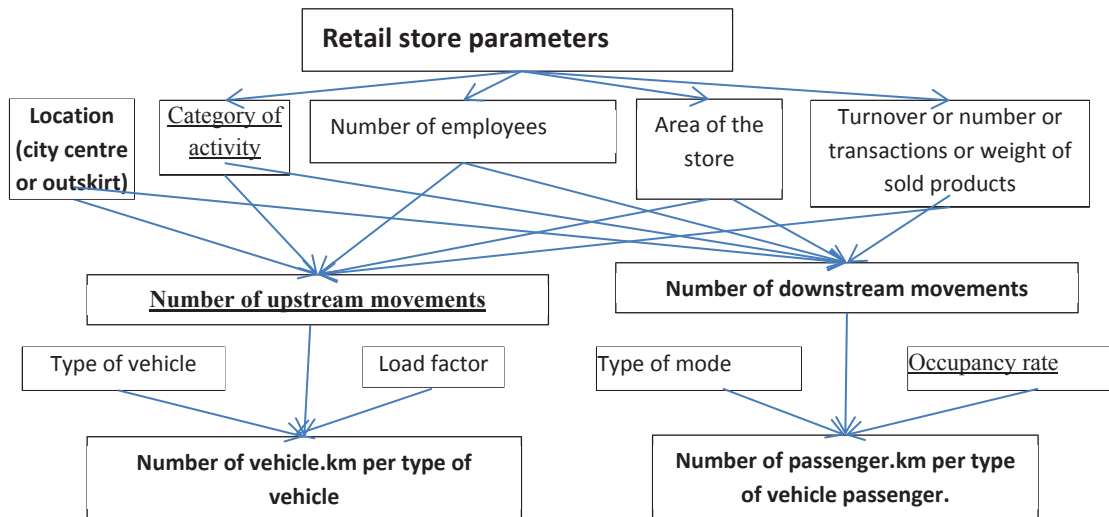 Retail store parameters
Location
(city centre
or outskirt)
Category of
activity
Number of employees
Area of the
store
Turnover or number or
transactions or weight of
sold products
Number of upstream movements
Number of downstream movements
Type of vehicle
Load factor
Type of mode
Occupancy rate
Number of vehicle.km per type of
vehicle
Number of passenger.km per type
of vehicle passenger.